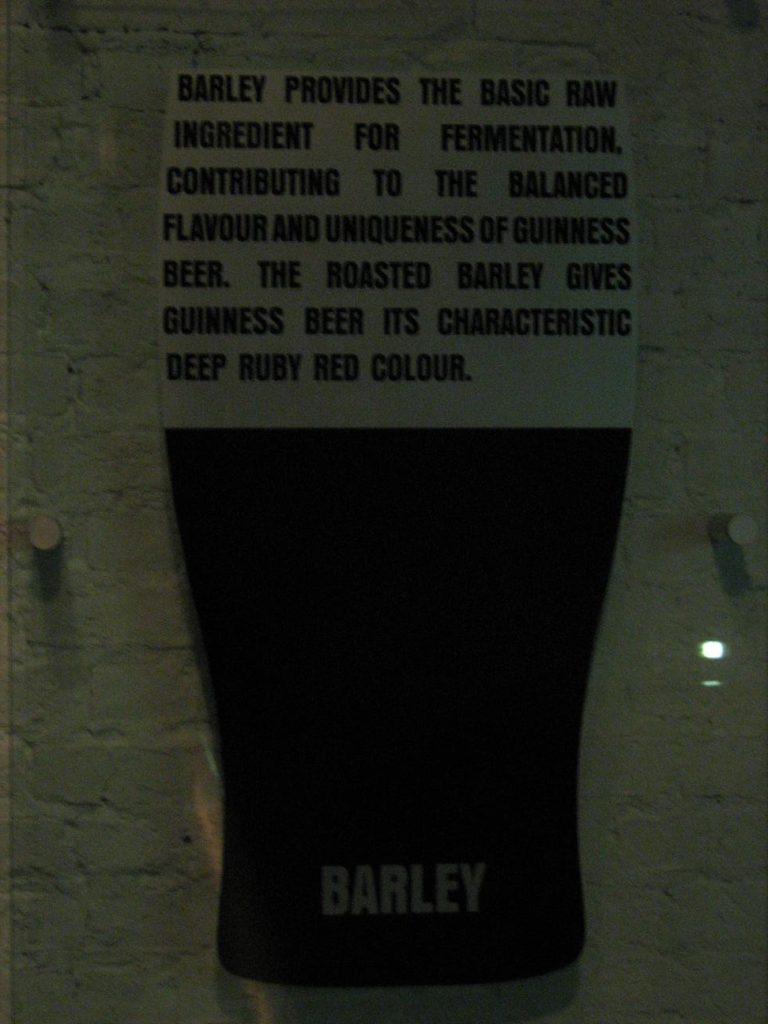 BARLEY PROVIDES THE BASIC RAW
INGREDIENT FOR FERMENTATION,
CONTRIBUTING TO THE BALANCED
FLAVOUR AND UNIQUENESS OF GUINNESS
BEER. THE ROASTED BARLEY GIVES
GUINNESS BEER ITS CHARACTERISTIC
DEEP RUBY RED COLOUR.
BARLEY